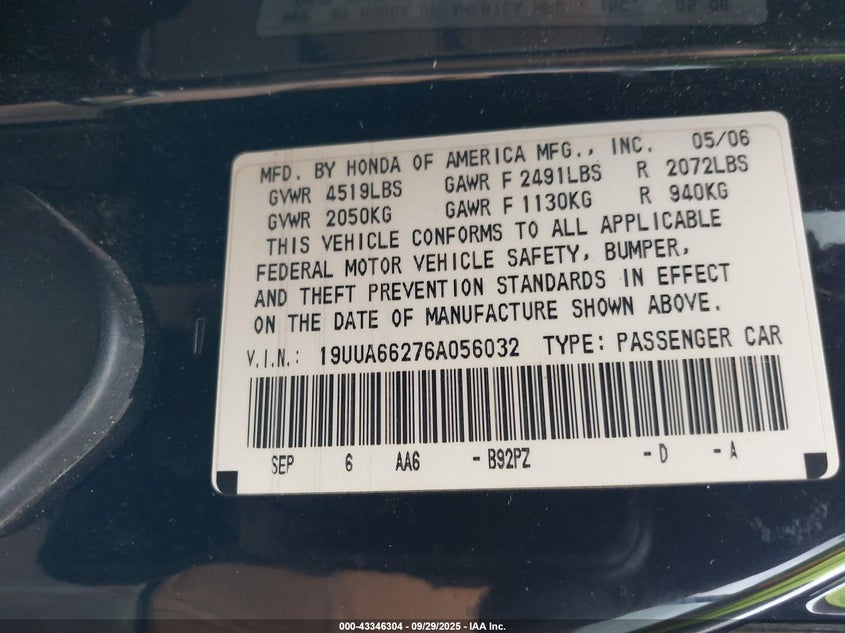 MFD. BY HONDA OF AMERICA MFG., INC. 05/06
GVWR 4519LBS GAWR F 2491LBS R 2072LBS
GVWR 2050KG GAWR F 1130KG R 940KG
THIS VEHICLE CONFORMS TO ALL APPLICABLE
FEDERAL MOTOR VEHICLE SAFETY, BUMPER,
AND THEFT PREVENTION STANDARDS IN EFFECT
ON THE DATE OF MANUFACTURE SHOWN ABOVE.
V.I.N.: 19UUA66276A056032 TYPE: PASSENGER CAR
SEP 6 AA6 -B92PZ -D -A
000-43346304 - 09/29/2025 - IAA Inc.